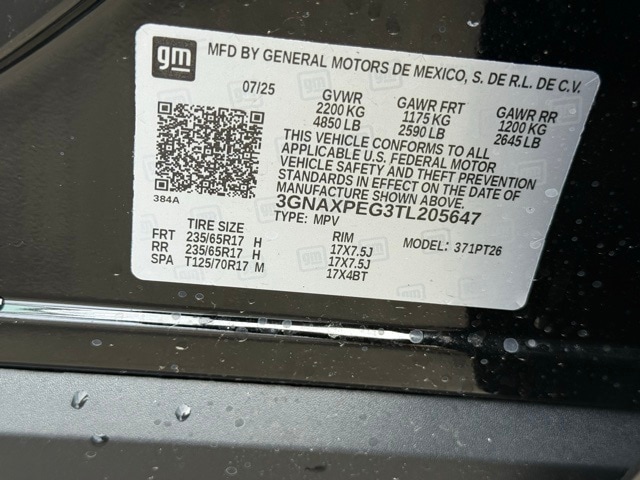 gm
MFD BY GENERAL MOTORS DE MEXICO, S. DE R.L. DE C.V.
07/25 GVWR GAWR FRT GAWR RR
2200 KG 1175 KG 1200 KG
4850 LB 2590 LB 2645 LB
THIS VEHICLE CONFORMS TO ALL
APPLICABLE U.S. FEDERAL MOTOR
VEHICLE SAFETY AND THEFT PREVENTION
STANDARDS IN EFFECT ON THE DATE OF
MANUFACTURE SHOWN ABOVE.
384A
3GNAXPEG3TL205647
TYPE: MPV
TIRE SIZE RIM MODEL: 371PT26
FRT 235/65R17 H 17X7.5J
RR 235/65R17 H 17X7.5J
SPA T125/70R17 M 17X4BT